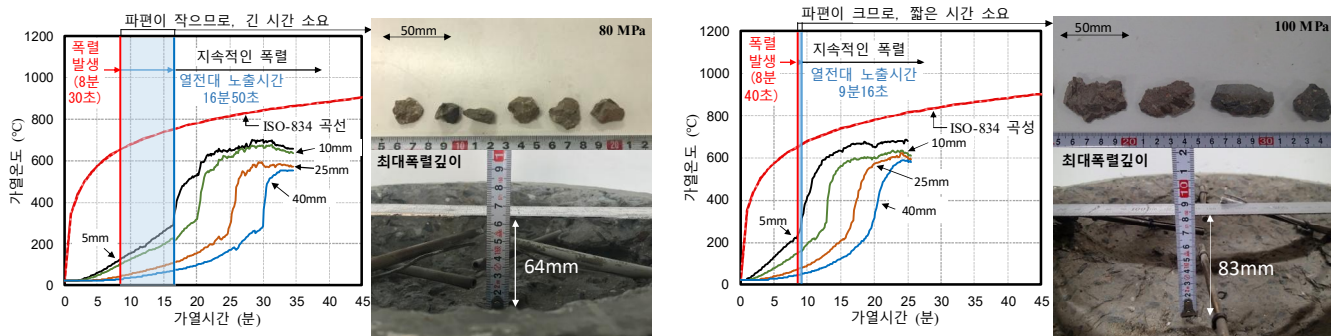 파편이 작으므로, 긴 시간 소요
1200
1000
800
600
400
200
0
가열온도 (℃)
폭렬
발생
(8분
30초)
지속적인 폭렬
열전대 노출시간
16분50초
ISO-834 곡선
10mm
25mm
40mm
5mm
0 5 10 15 20 25 30 35 40 45
가열시간 (분)
50mm
80 MPa
최대폭렬깊이
64mm
파편이 크므로, 짧은 시간 소요
1200
1000
800
600
400
200
0
가열온도 (℃)
폭렬
발생
(8분
40초)
지속적인 폭렬
열전대 노출시간
9분16초
ISO-834 곡성
10mm
25mm
40mm
5mm
0 5 10 15 20 25 30 35 40 45
가열시간 (분)
50mm
100 MPa
최대폭렬깊이
83mm